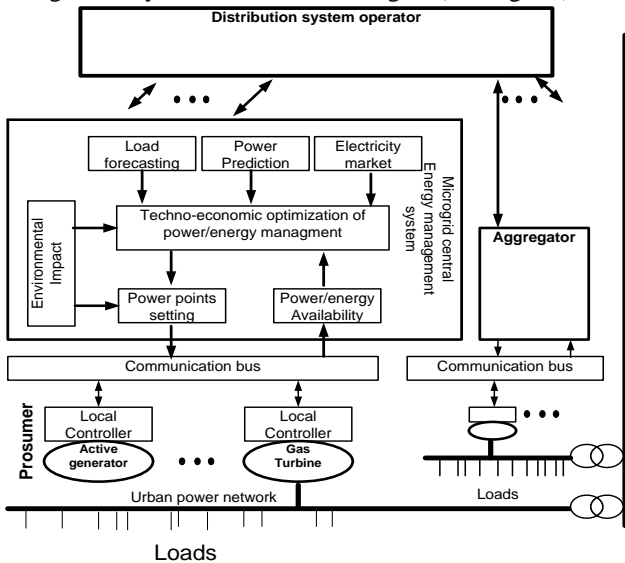 Distribution system operator
Load
forecasting
Power
Prediction
Electricity
market
Microgrid central
Energy management
system
Techno-economic optimization of
power/energy managment
Environmental
Impact
Aggregator
Power points
setting
Power/energy
Availability
Communication bus
Communication bus
Prosumer
Local
Controller
Local
Controller
Active
generator
Gas
Turbine
Urban power network
Loads
Loads